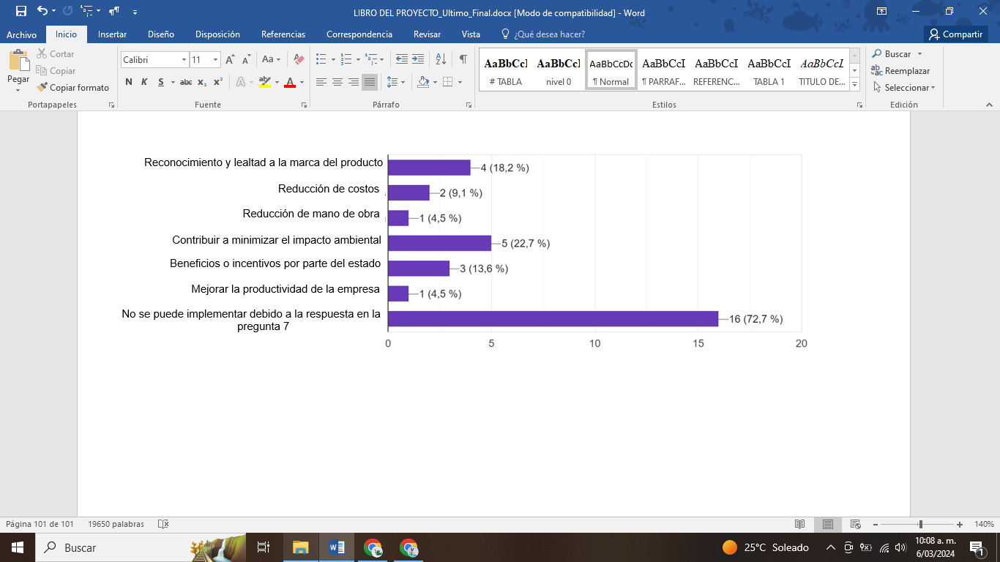 LIBRO DEL PROYECTO_Ultimo_Final.docx [Modo de compatibilidad] - Word
Archivo Inicio Insertar Diseño Disposición Referencias Correspondencia Revisar Vista ¿Qué desea hacer? Compartir
Pegar
Cortar
Copiar
Copiar formato
Portapapeles
Calibri 11
N K S abc x₂ x²
Fuente
Párrafo
AaBbCcI AaBbCcI AaBbCcDc AaBbCcI AaBbCcI AaBbCcI AaBbCcL
# TABLA nivel 0 ¶ Normal ¶ PARRAF... REFERENC... TABLA 1 TITULO DE...
Estilos
Buscar
Reemplazar
Seleccionar
Edición
Reconocimiento y lealtad a la marca del producto 4 (18,2 %)
Reducción de costos 2 (9,1 %)
Reducción de mano de obra 1 (4,5 %)
Contribuir a minimizar el impacto ambiental 5 (22,7 %)
Beneficios o incentivos por parte del estado 3 (13,6 %)
Mejorar la productividad de la empresa 1 (4,5 %)
No se puede implementar debido a la respuesta en la
pregunta 7 16 (72,7 %)
0 5 10 15 20
Página 101 de 101 19650 palabras 140%
Buscar 25°C Soleado
10:08 a. m.
6/03/2024
1